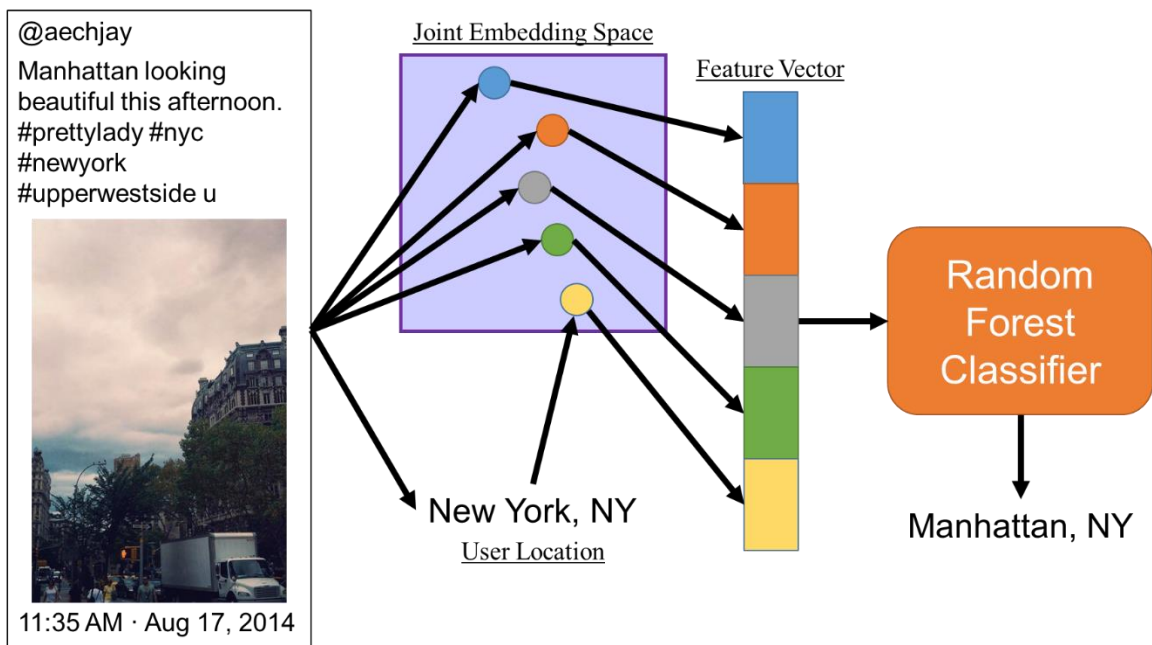 @aechjay
Manhattan looking
beautiful this afternoon.
#prettylady #nyc
#newyork
#upperwestside u
11:35 AM · Aug 17, 2014
Joint Embedding Space
New York, NY
User Location
Feature Vector
Random
Forest
Classifier
Manhattan, NY